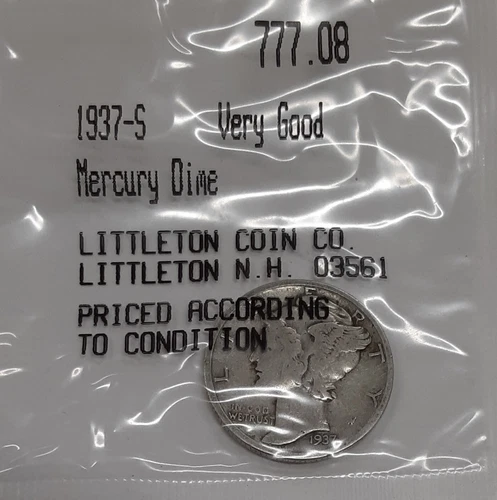 777.08
1937-S Very Good
Mercury Dime
LITTLETON COIN CO.
LITTLETON N.H. 03561
PRICED ACCORDING
TO CONDITION
L E R T Y
IN GOD
WE TRUST
1937